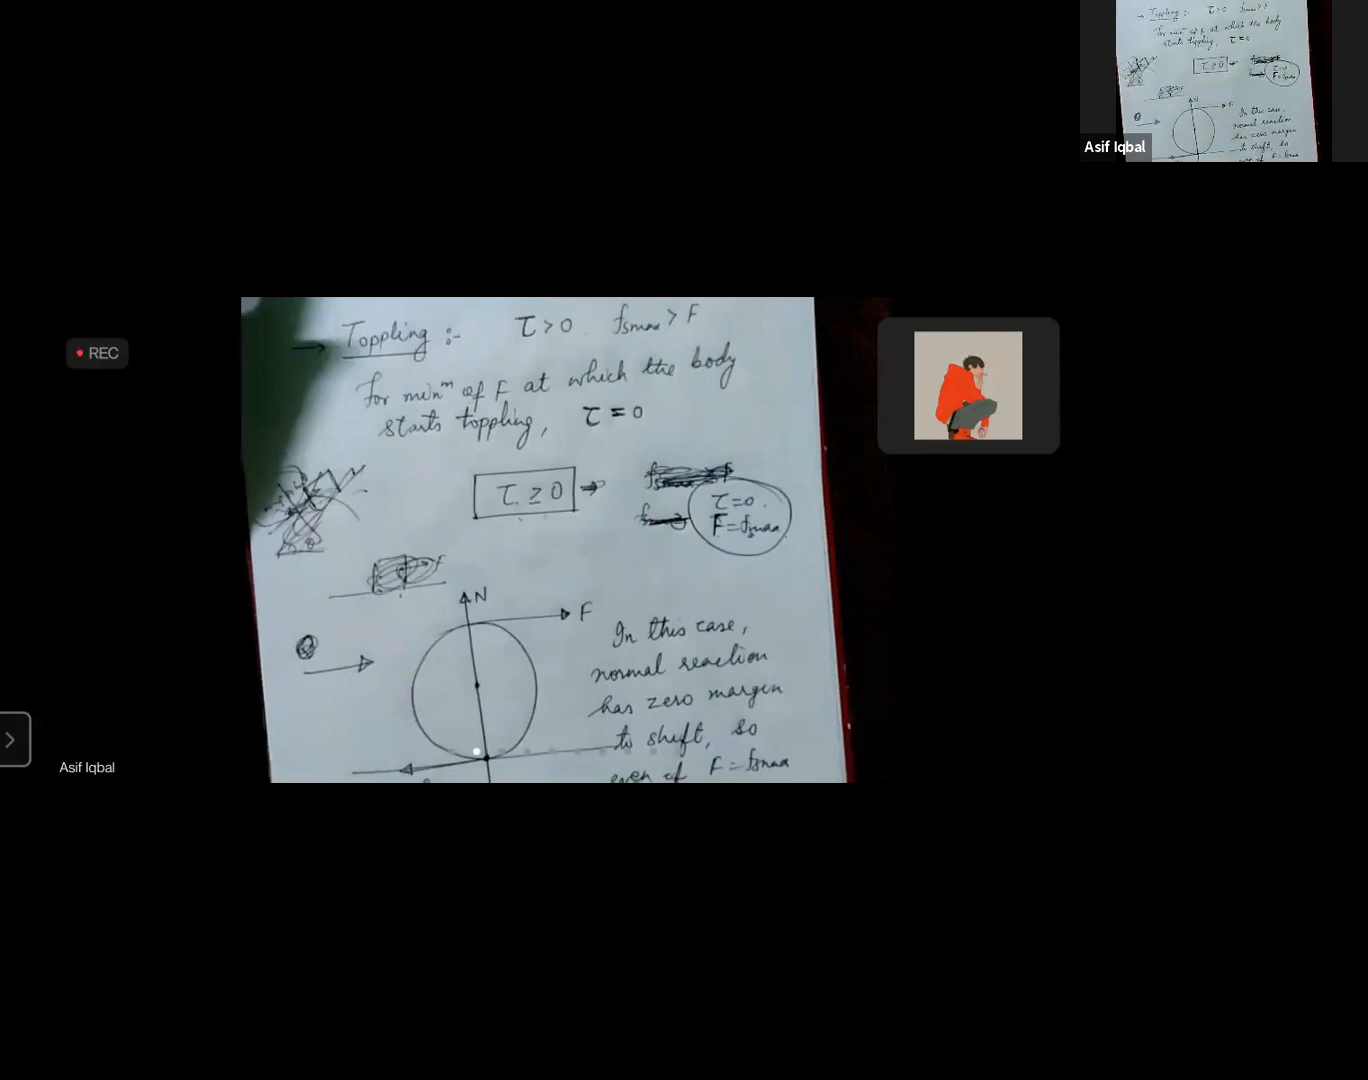 Asif Iqbal
REC
→ Toppling :- τ > 0. fsmax > F
for minᵐ of F at which the body
starts toppling, τ = 0
τ ≥ 0 →
τ = 0.
F = fsmax
F
N
F
In this case,
normal reaction
has zero margin
to shift, so
F = fsmax
Asif Iqbal